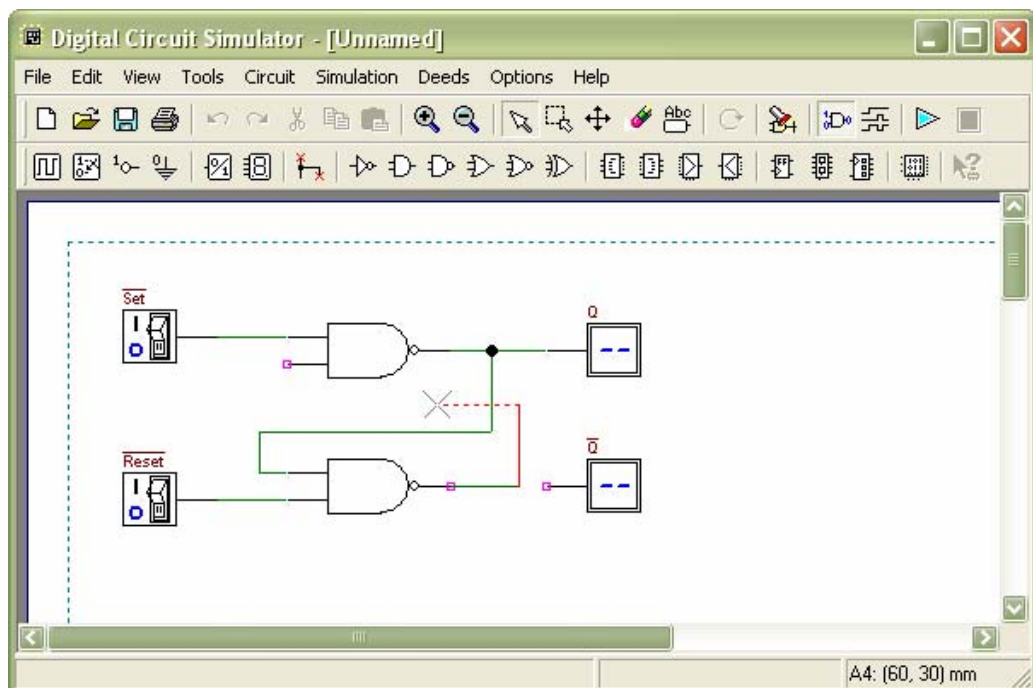 Digital Circuit Simulator - [Unnamed]
File Edit View Tools Circuit Simulation Deeds Options Help
Abc
Set
Q
Reset
Q
A4: (60, 30) mm